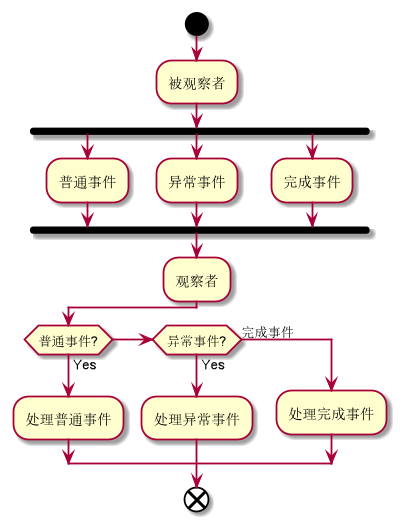 被观察者
普通事件
异常事件
完成事件
观察者
普通事件?
异常事件?
完成事件
Yes
Yes
处理普通事件
处理异常事件
处理完成事件